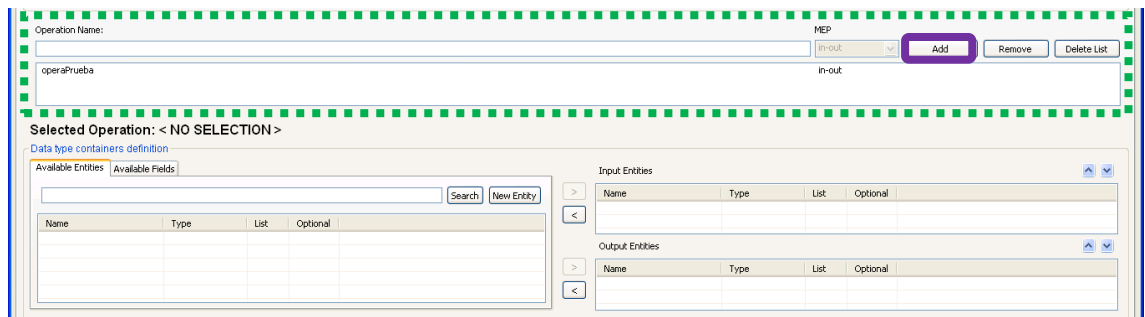 Operation Name: MEP
in-out Add Remove Delete List
operaPrueba in-out
Selected Operation: < NO SELECTION >
Data type containers definition
Available Entities Available Fields
Search New Entity
Name Type List Optional
Input Entities
> Name Type List Optional
<
Output Entities
> Name Type List Optional
<